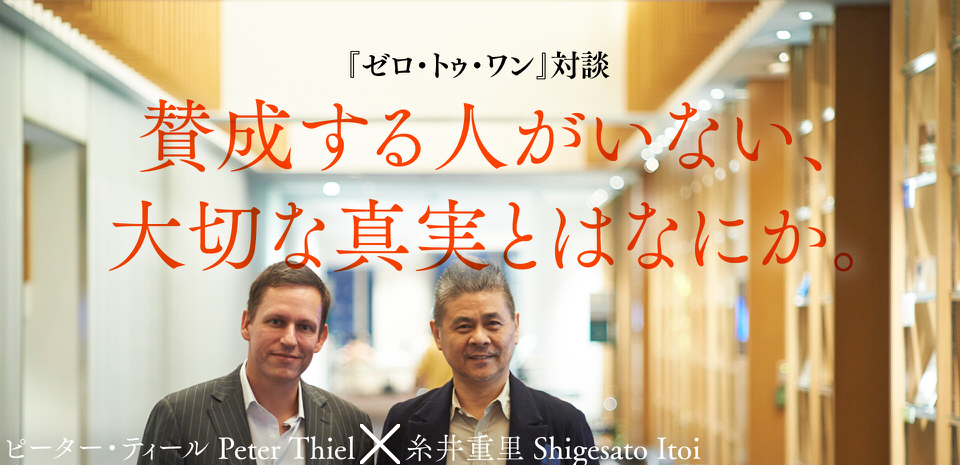 『ゼロ・トゥ・ワン』対談
賛成する人がいない、
大切な真実とはなにか。
ピーター・ティール Peter Thiel×糸井重里 Shigesato Itoi